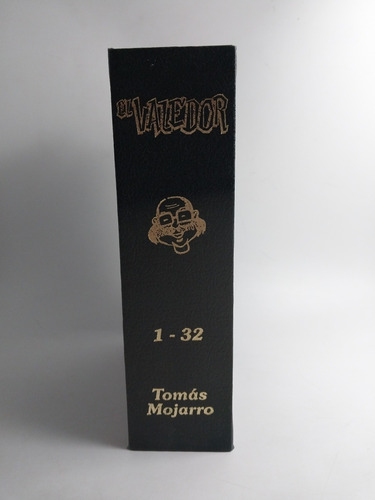 EL VALEDOR
1 - 32
Tomás
Mojarro